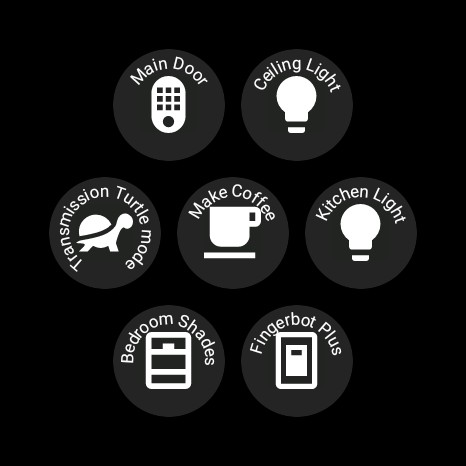 Main Door
Ceiling Light
Transmission Turtle mode
Make Coffee
Kitchen Light
Bedroom Shades
Fingerbot Plus